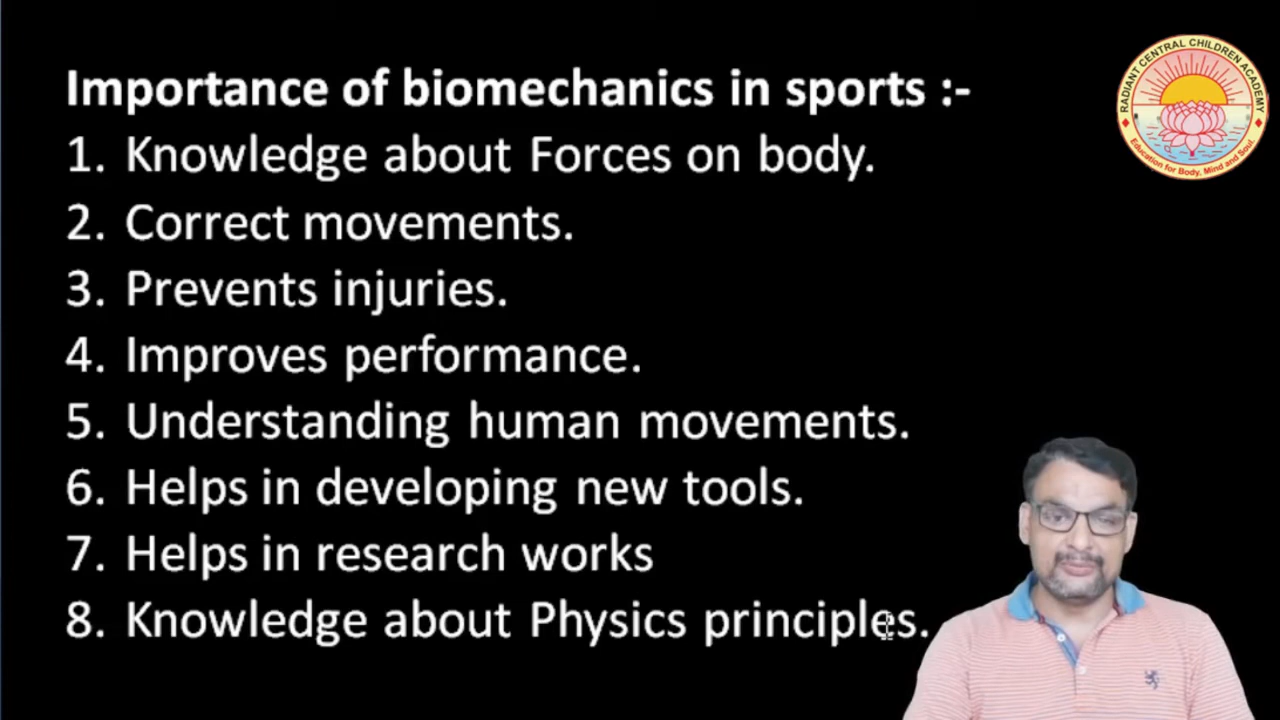 Importance of biomechanics in sports :-
1. Knowledge about Forces on body.
2. Correct movements.
3. Prevents injuries.
4. Improves performance.
5. Understanding human movements.
6. Helps in developing new tools.
7. Helps in research works
8. Knowledge about Physics principles.
RADIANT CENTRAL CHILDREN ACADEMY
Education for Body, Mind and Soul.